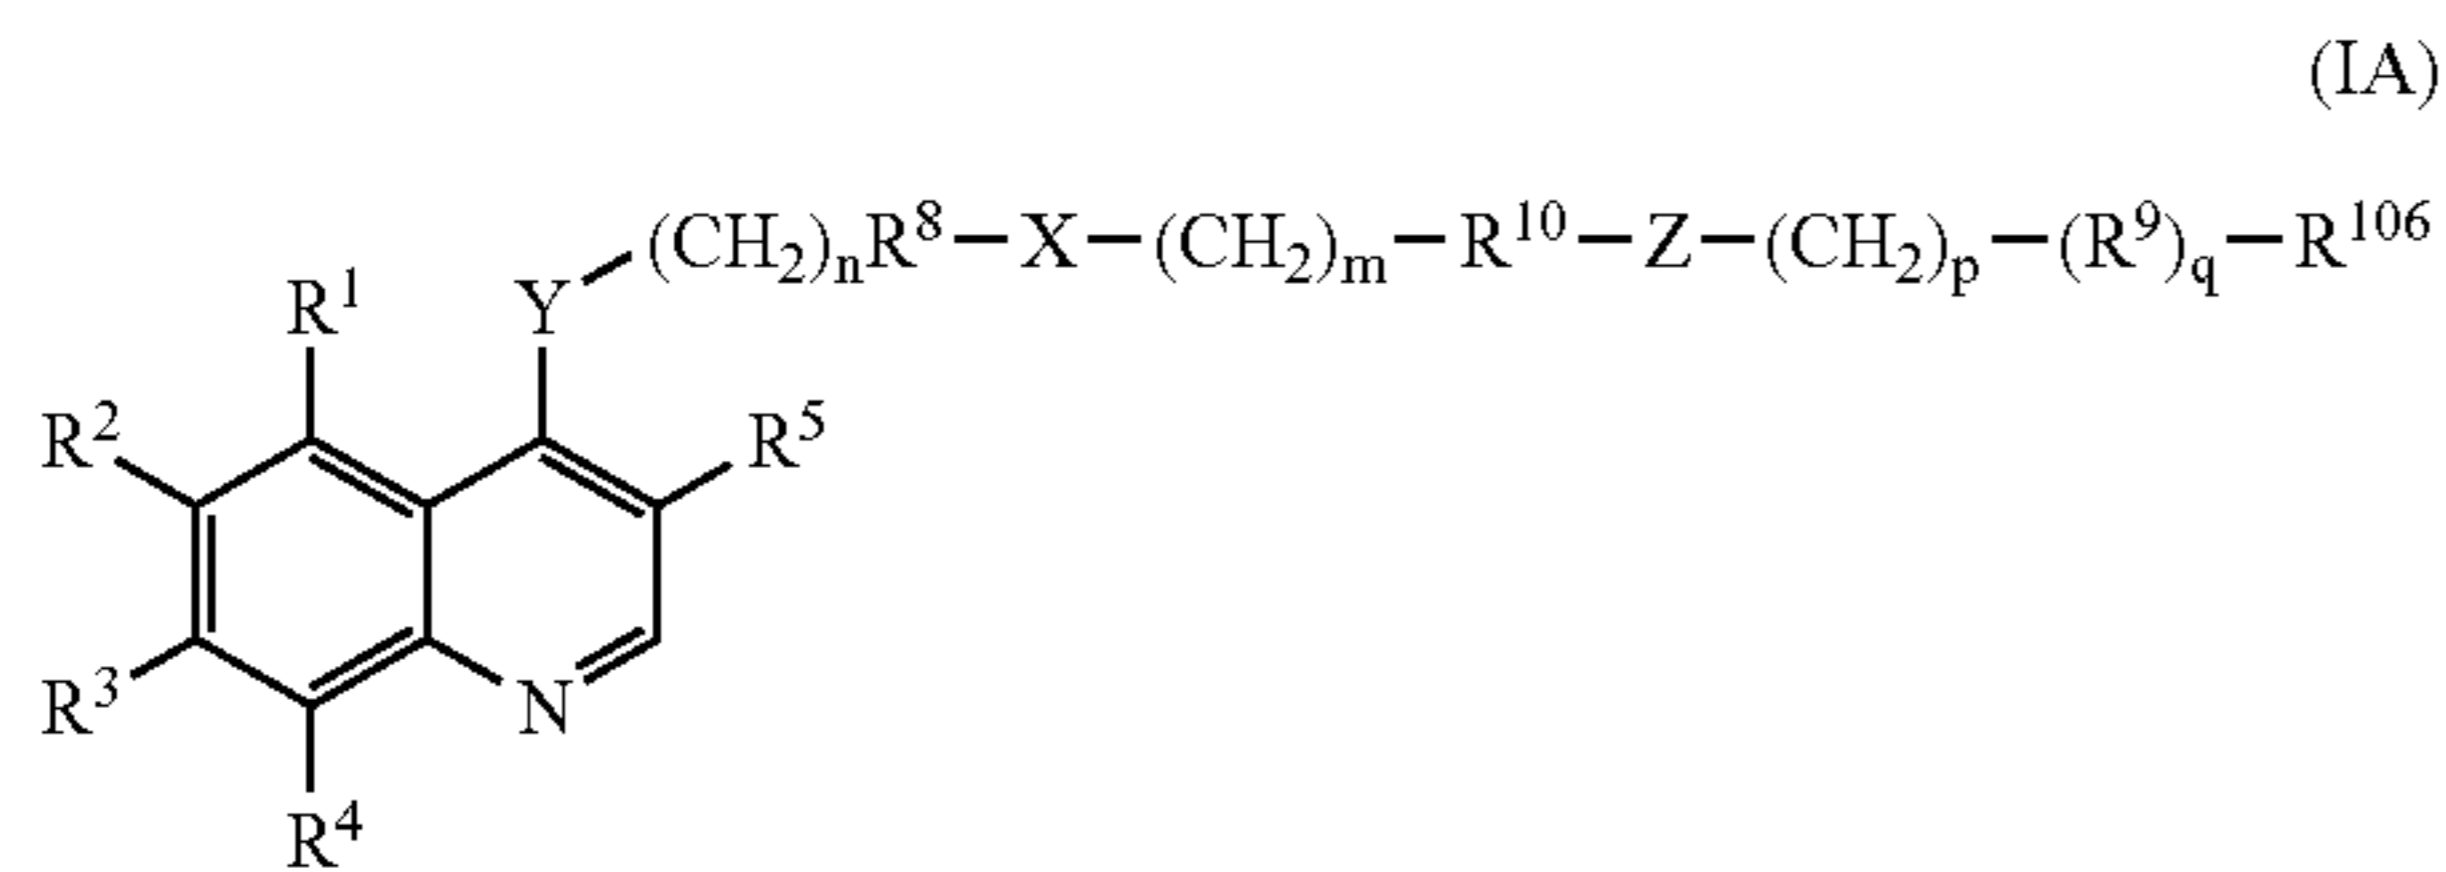 (IA)
(CH₂)ₙR⁸—X—(CH₂)ₘ—R¹⁰—Z—(CH₂)ₚ—(R⁹)q—R¹⁰⁶
R¹ Y
R² R⁵
R³ N
R⁴